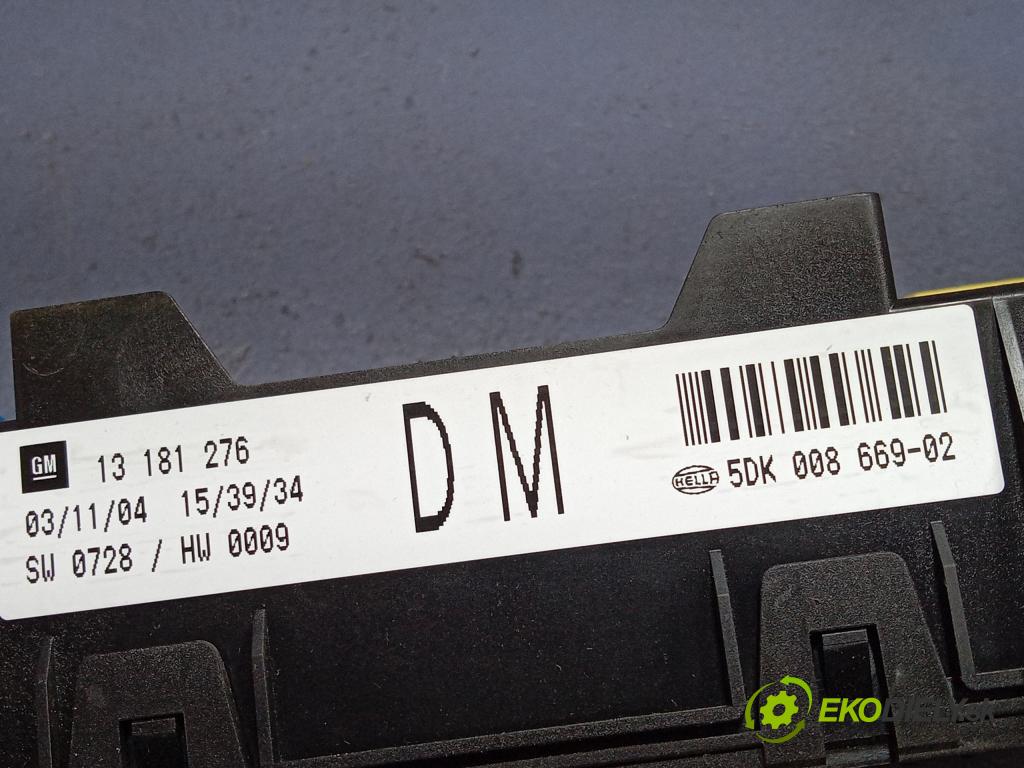 GM 13 181 276
03/11/04 15/39/34
SW 0728 / HW 0009
DM
HELLA 5DK 008 669-02
EKODIELY.SK